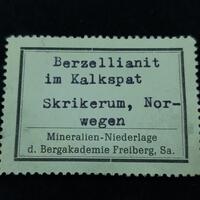 Berzellianit
im Kalkspat
Skrikerum, Nor-
wegen
Mineralien-Niederlage
d. Bergakademie Freiberg, Sa.